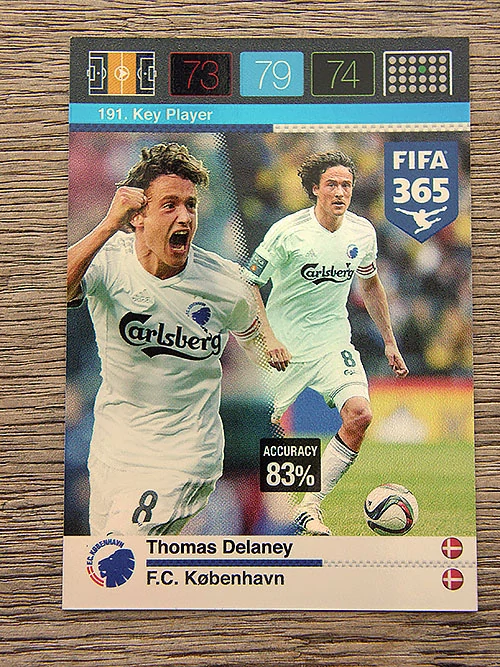 73 79 74
191. Key Player
FIFA
365
Carlsberg
Carlsberg
8
8
ACCURACY
83%
F.C. KØBENHAVN
Thomas Delaney
F.C. København